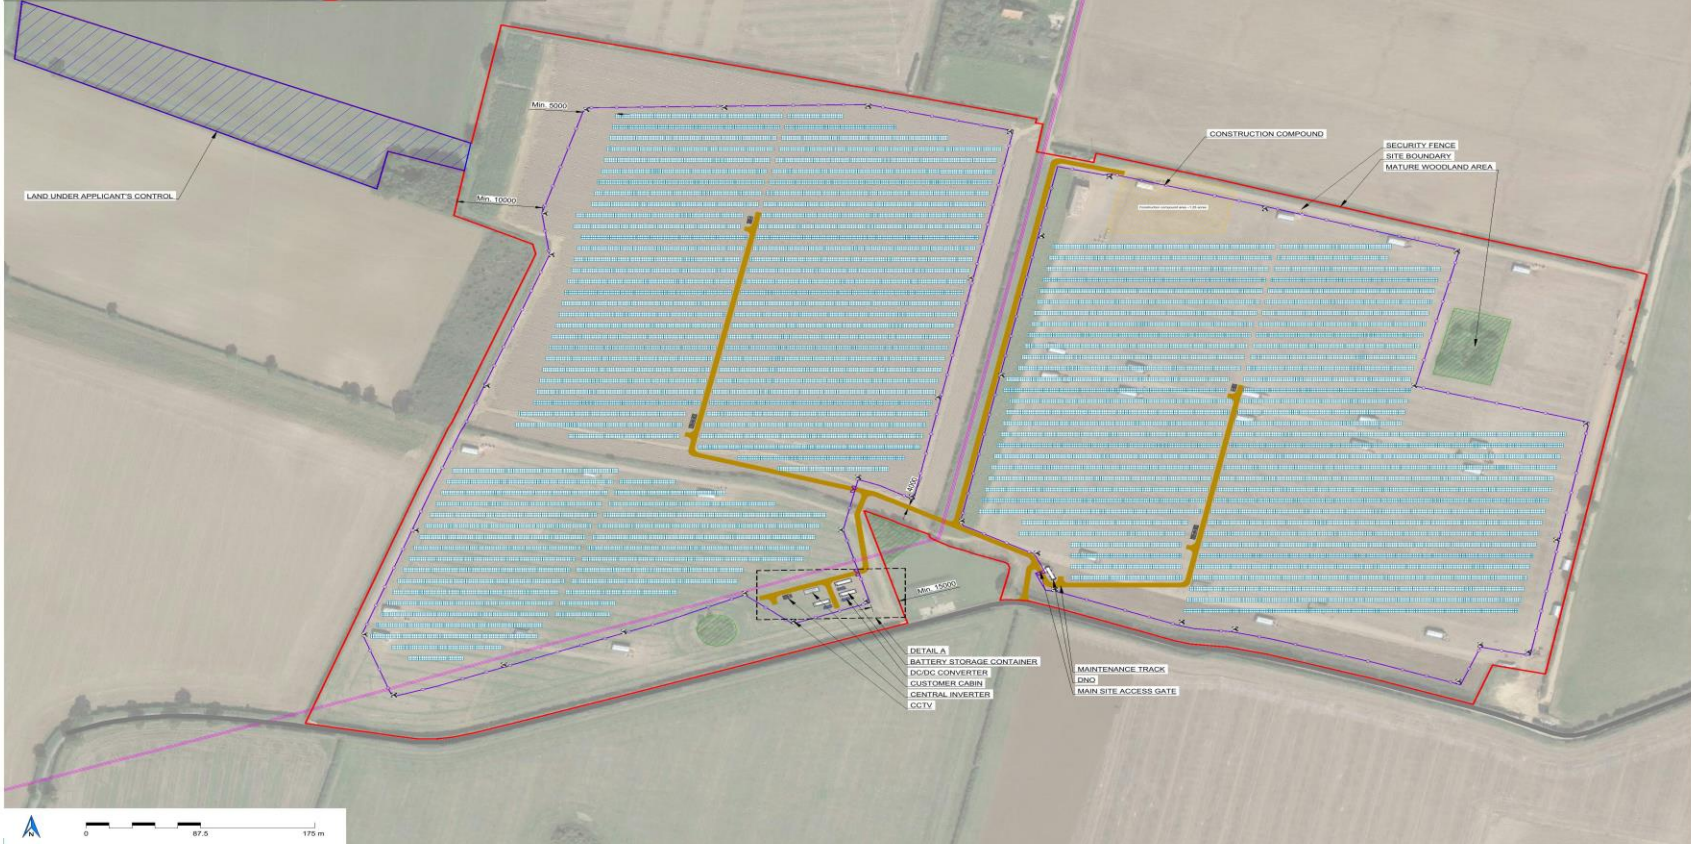 Min. 5000
CONSTRUCTION COMPOUND
SECURITY FENCE
SITE BOUNDARY
MATURE WOODLAND AREA
LAND UNDER APPLICANT'S CONTROL
Min. 10000
4000
Min. 15000
DETAIL A
BATTERY STORAGE CONTAINER
DC/DC CONVERTER
CUSTOMER CABIN
CENTRAL INVERTER
CCTV
MAINTENANCE TRACK
DNO
MAIN SITE ACCESS GATE
N
0
87.5
175 m